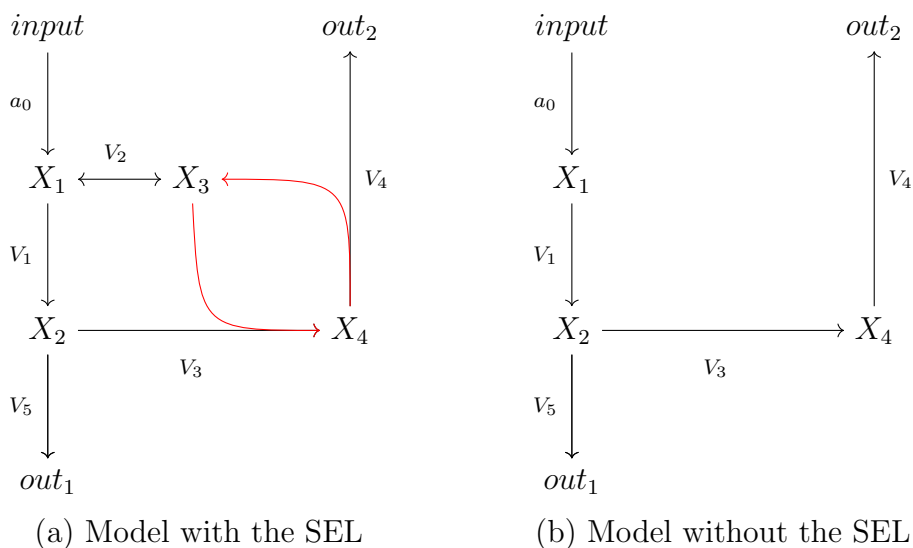 input out₂ input out₂
a₀ a₀
V₂
X₁ X₃ V₄ X₁ V₄
V₁ V₁
X₂ X₄ X₂ X₄
V₃ V₃
V₅ V₅
out₁ out₁
(a) Model with the SEL (b) Model without the SEL